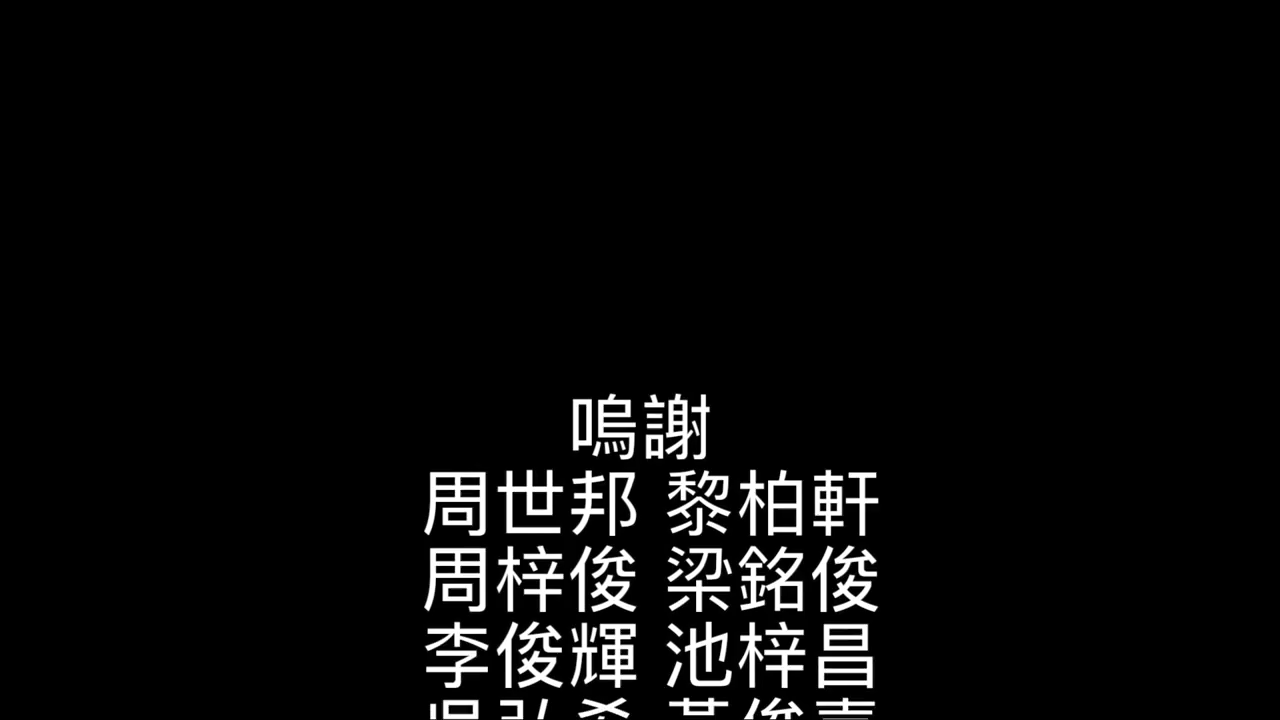 嗚謝
周世邦 黎柏軒
周梓俊 梁銘俊
李俊輝 池梓昌